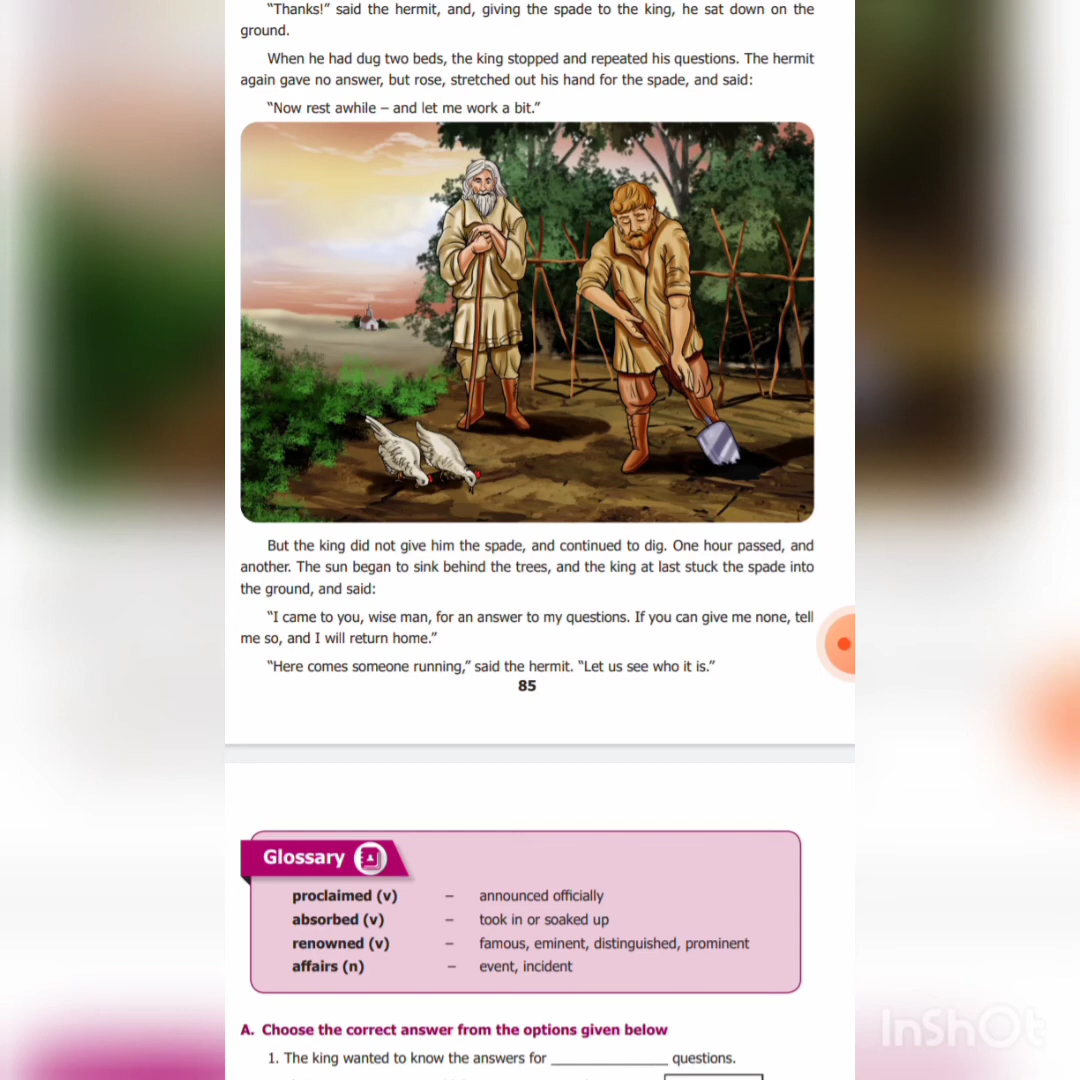 “Thanks!” said the hermit, and, giving the spade to the king, he sat down on the
ground.
When he had dug two beds, the king stopped and repeated his questions. The hermit
again gave no answer, but rose, stretched out his hand for the spade, and said:
“Now rest awhile – and let me work a bit.”
But the king did not give him the spade, and continued to dig. One hour passed, and
another. The sun began to sink behind the trees, and the king at last stuck the spade into
the ground, and said:
“I came to you, wise man, for an answer to my questions. If you can give me none, tell
me so, and I will return home.”
“Here comes someone running,” said the hermit. “Let us see who it is.”
85
Glossary
proclaimed (v) – announced officially
absorbed (v) – took in or soaked up
renowned (v) – famous, eminent, distinguished, prominent
affairs (n) – event, incident
A. Choose the correct answer from the options given below
1. The king wanted to know the answers for ______________ questions.
InShOt